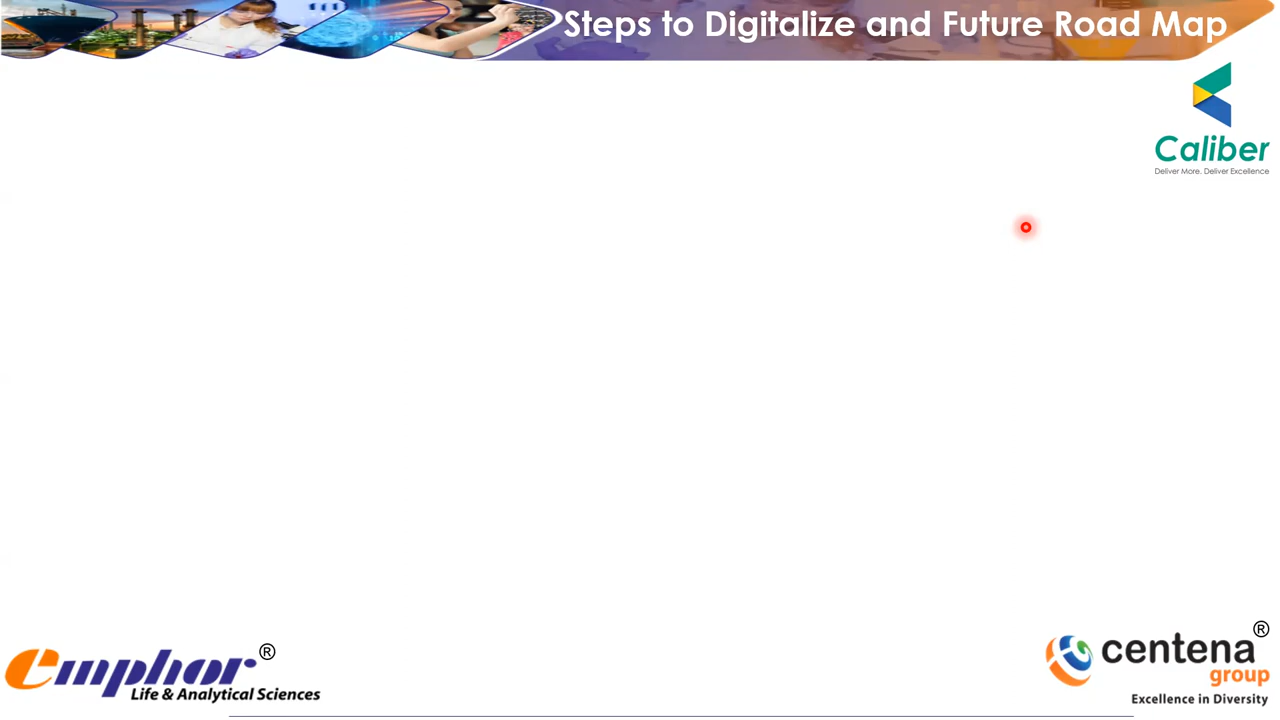 Steps to Digitalize and Future Road Map
Caliber
Deliver More. Deliver Excellence
emphor ®
Life & Analytical Sciences
centena ®
group
Excellence in Diversity